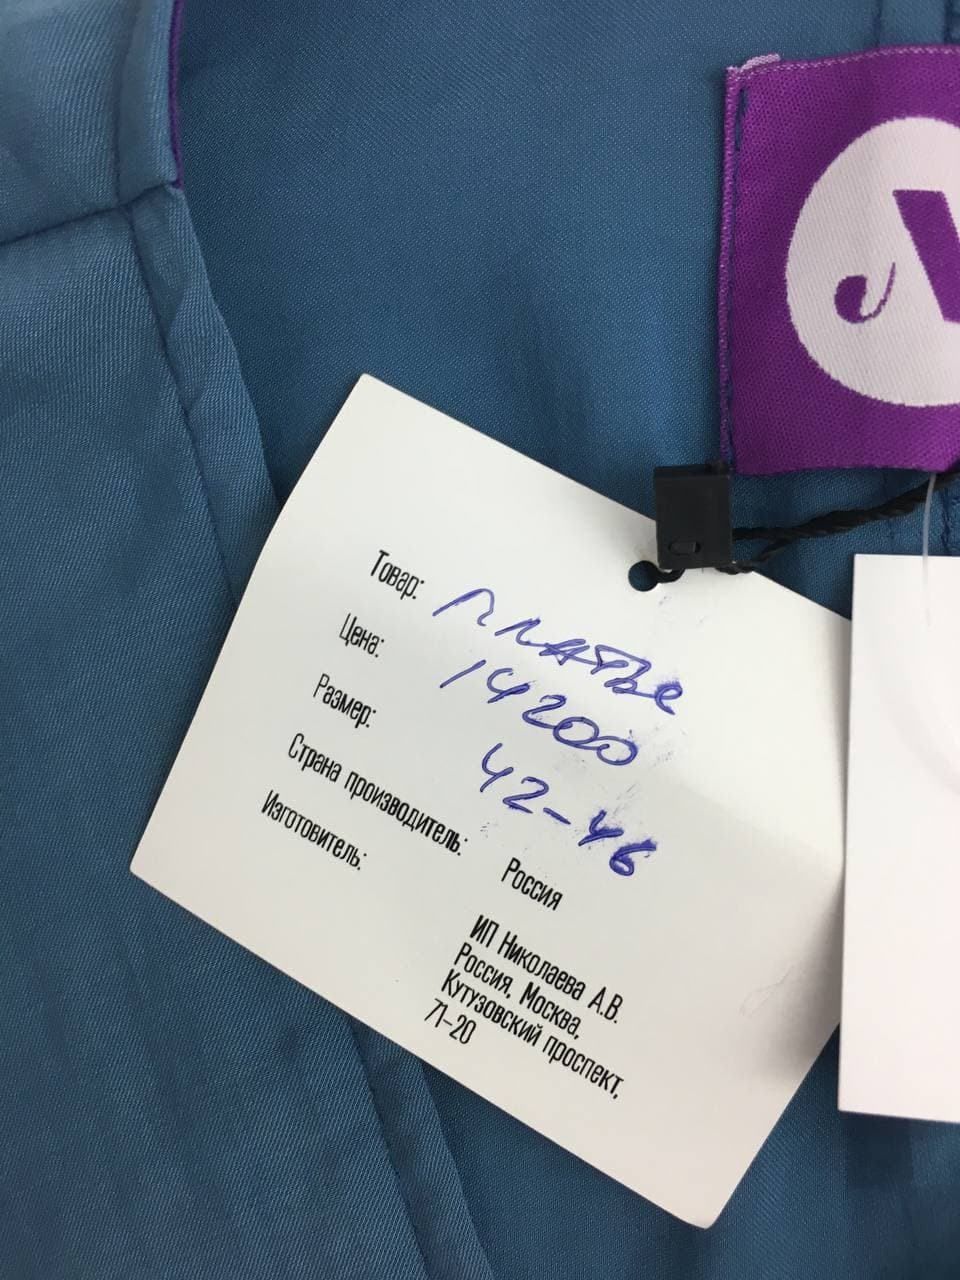 Товар: платье
Цена: 14200
Размер: 42-46
Страна производитель: Россия
Изготовитель: ИП Николаева А.В.
Россия, Москва,
Кутузовский проспект,
71-20